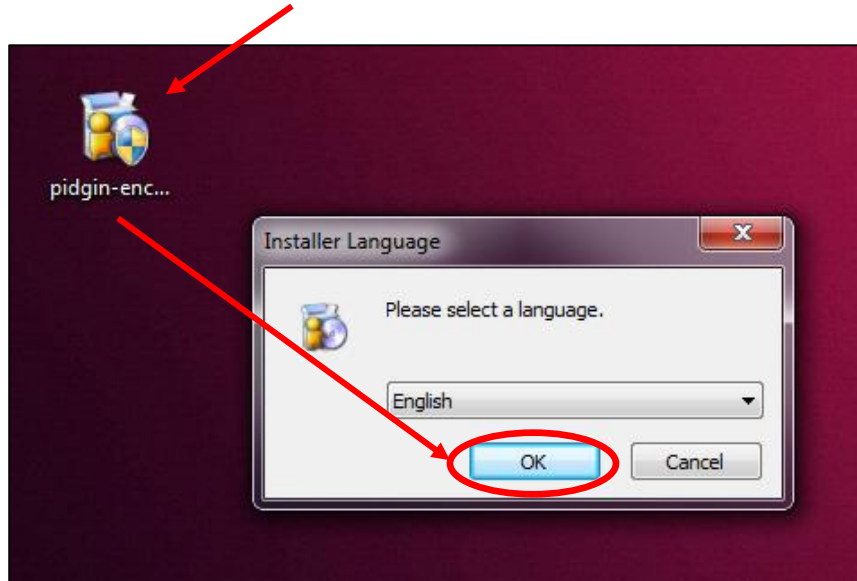 pidgin-enc...
Installer Language
Please select a language.
English
OK Cancel